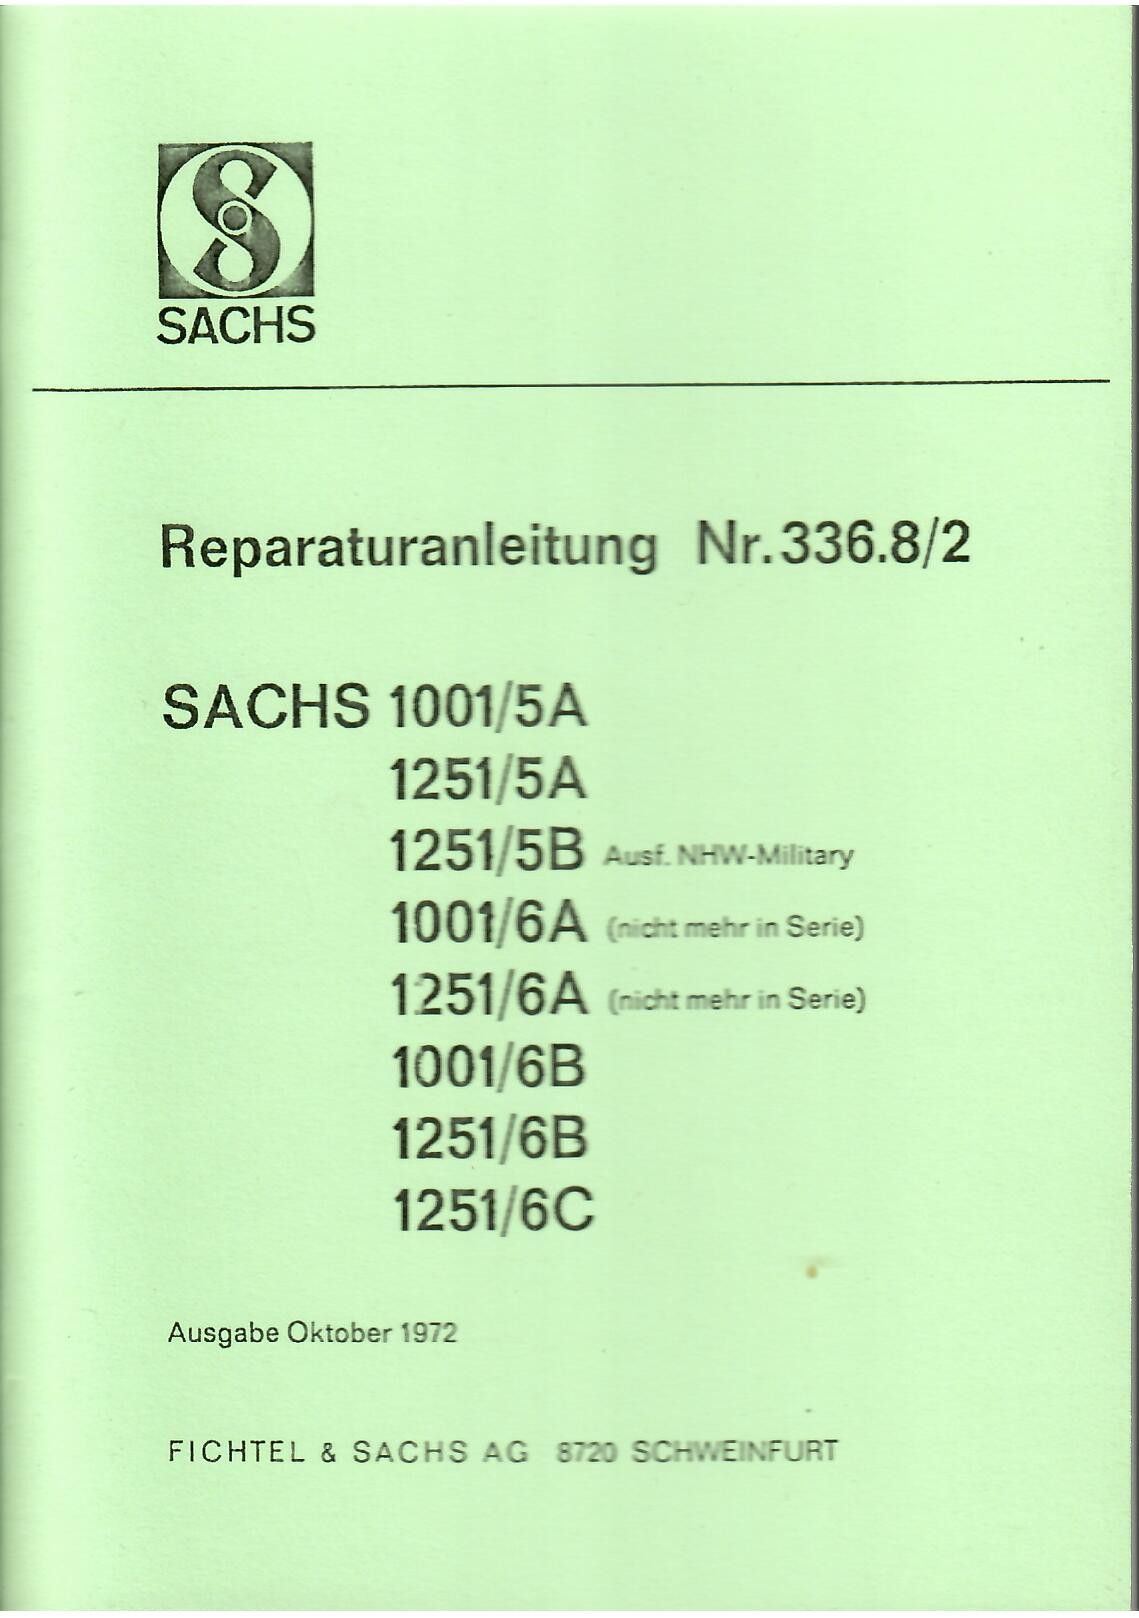 SACHS
Reparaturanleitung Nr. 336.8/2
SACHS 1001/5A
1251/5A
1251/5B Ausf. NHW-Military
1001/6A (nicht mehr in Serie)
1251/6A (nicht mehr in Serie)
1001/6B
1251/6B
1251/6C
Ausgabe Oktober 1972
FICHTEL & SACHS AG 8720 SCHWEINFURT